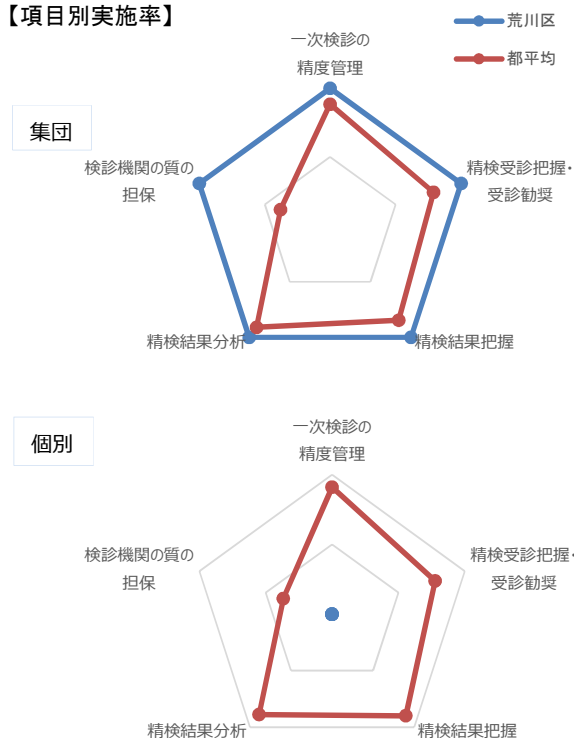 【項目別実施率】
荒川区
都平均
集団
一次検診の
精度管理
精検受診把握・
受診勧奨
精検結果把握
精検結果分析
検診機関の質の
担保
個別
一次検診の
精度管理
精検受診把握・
受診勧奨
精検結果把握
精検結果分析
検診機関の質の
担保